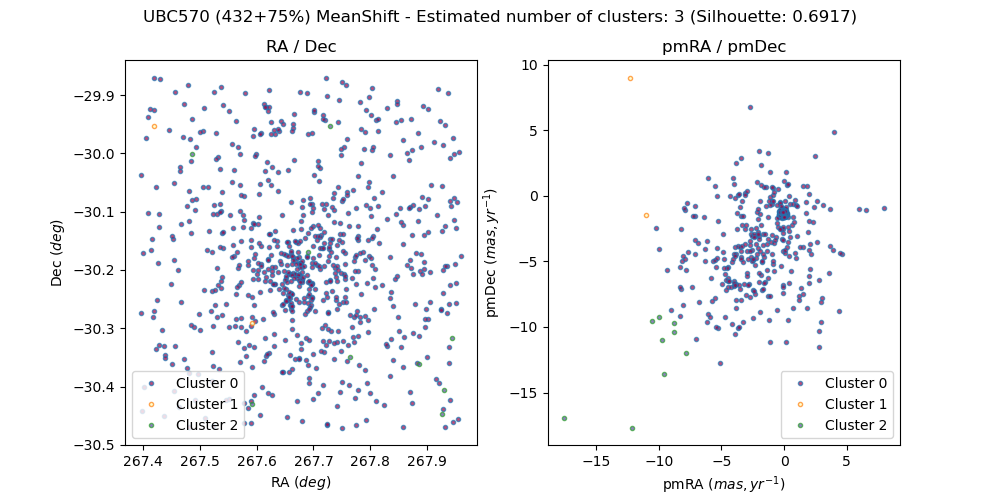 UBC570 (432+75%) MeanShift - Estimated number of clusters: 3 (Silhouette: 0.6917)
RA / Dec
Dec (deg)
−29.9
−30.0
−30.1
−30.2
−30.3
−30.4
−30.5
267.4 267.5 267.6 267.7 267.8 267.9
RA (deg)
Cluster 0
Cluster 1
Cluster 2
pmRA / pmDec
pmDec (mas, yr⁻¹)
10
5
0
−5
−10
−15
−15 −10 −5 0 5
pmRA (mas, yr⁻¹)
Cluster 0
Cluster 1
Cluster 2